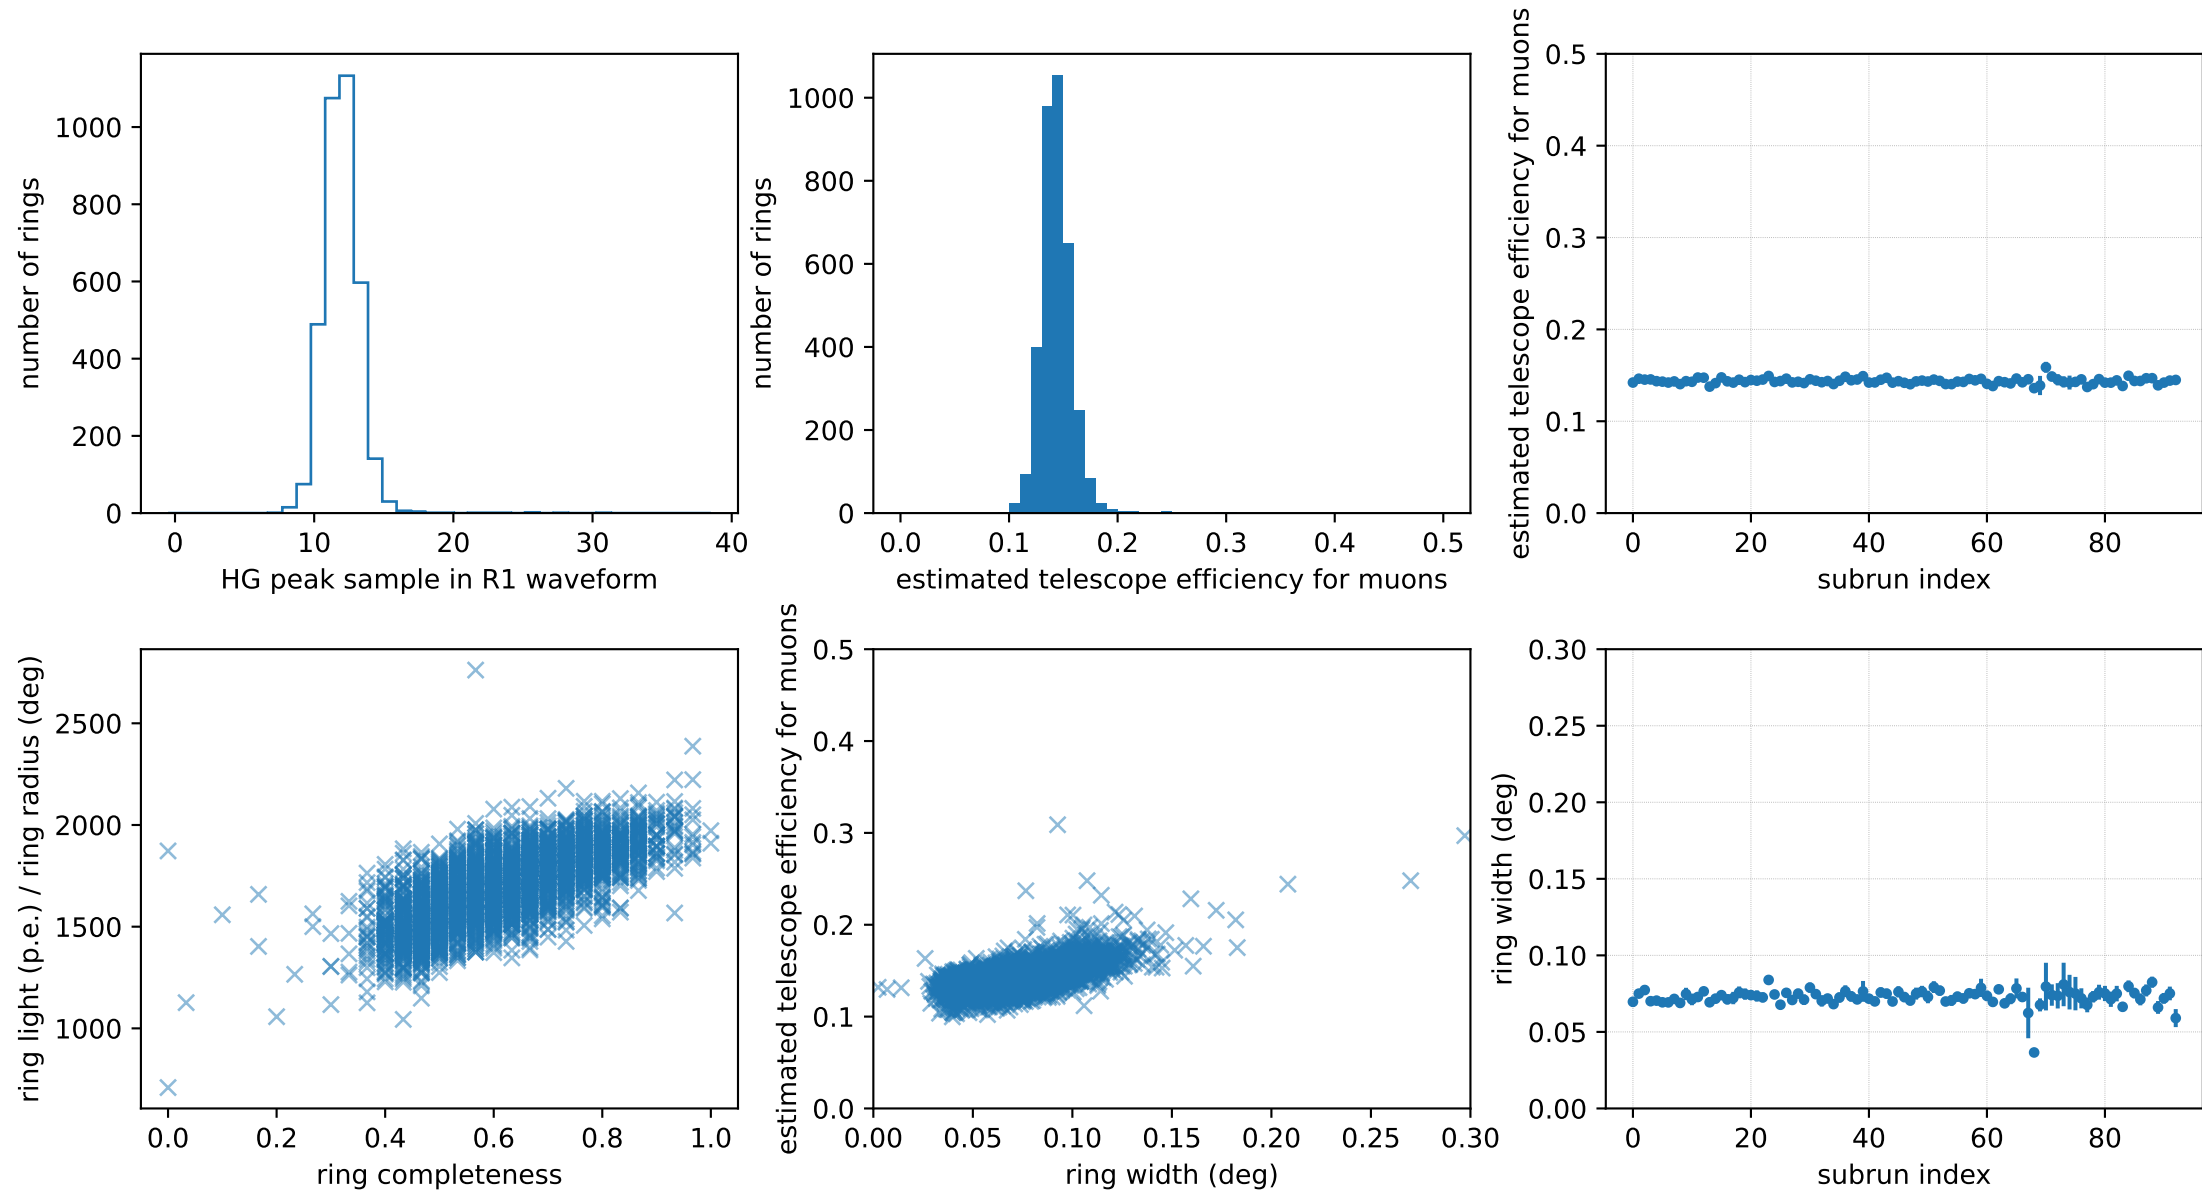 number of rings
1000
800
600
400
200
0
0 10 20 30 40
HG peak sample in R1 waveform
number of rings
1000
800
600
400
200
0
0.0 0.1 0.2 0.3 0.4 0.5
estimated telescope efficiency for muons
estimated telescope efficiency for muons
0.5
0.4
0.3
0.2
0.1
0.0
0 20 40 60 80
subrun index
ring light (p.e.) / ring radius (deg)
2500
2000
1500
1000
0.0 0.2 0.4 0.6 0.8 1.0
ring completeness
estimated telescope efficiency for muons
0.5
0.4
0.3
0.2
0.1
0.0
0.00 0.05 0.10 0.15 0.20 0.25 0.30
ring width (deg)
ring width (deg)
0.30
0.25
0.20
0.15
0.10
0.05
0.00
0 20 40 60 80
subrun index